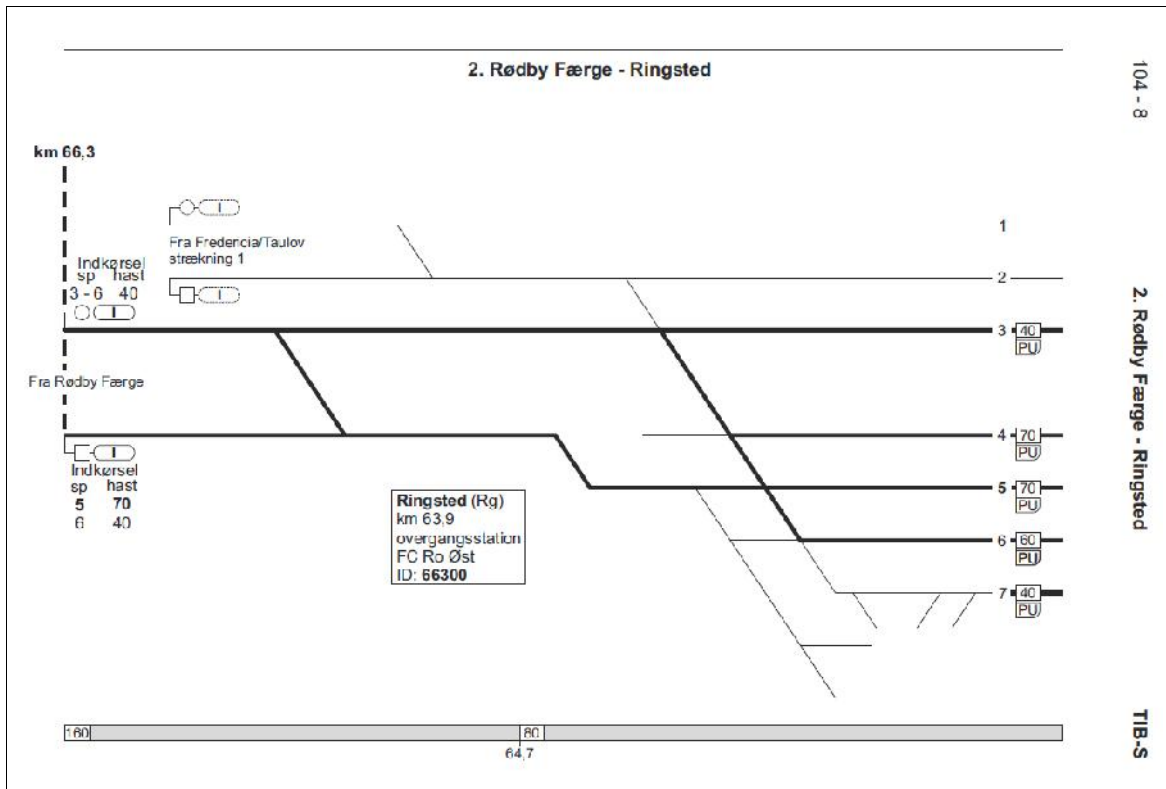 2. Rødby Færge - Ringsted
104 - 8
km 66,3
I
Fra Fredericia/Taulov
strækning 1
I
Indkørsel
sp hast
3 - 6 40
I
Fra Rødby Færge
I
Indkørsel
sp hast
5 70
6 40
1
2
3 40
PU
4 70
PU
5 70
PU
6 60
PU
7 40
PU
Ringsted (Rg)
km 63,9
overgangsstation
FC Ro Øst
ID: 66300
2. Rødby Færge - Ringsted
160
80
64,7
TIB-S